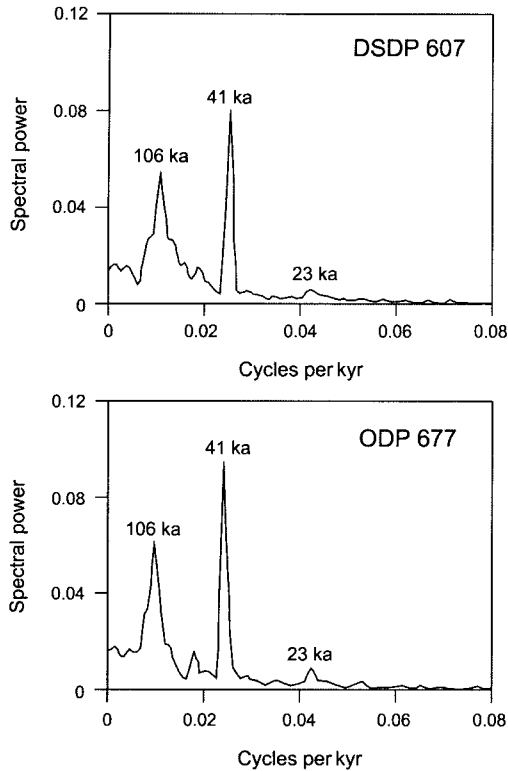 DSDP 607
0.12
0.08
0.04
0
Spectral power
106 ka
41 ka
23 ka
0 0.02 0.04 0.06 0.08
Cycles per kyr
ODP 677
0.12
0.08
0.04
0
Spectral power
106 ka
41 ka
23 ka
0 0.02 0.04 0.06 0.08
Cycles per kyr